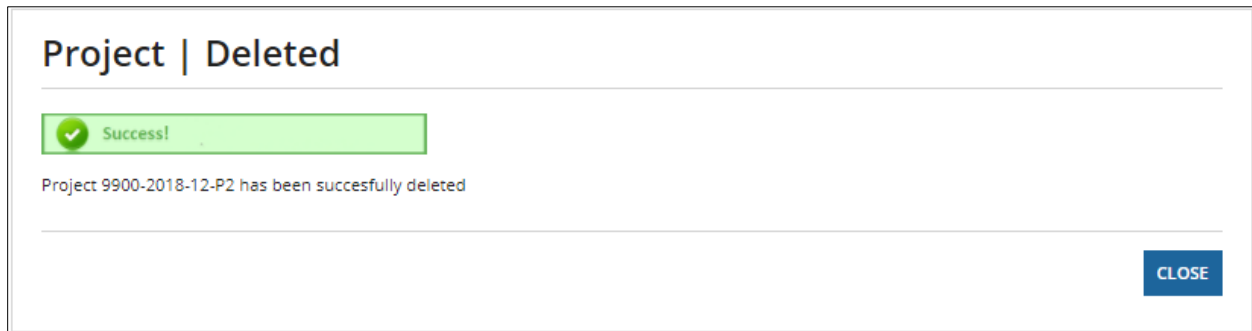 Project | Deleted
Success!
Project 9900-2018-12-P2 has been succesfully deleted
CLOSE